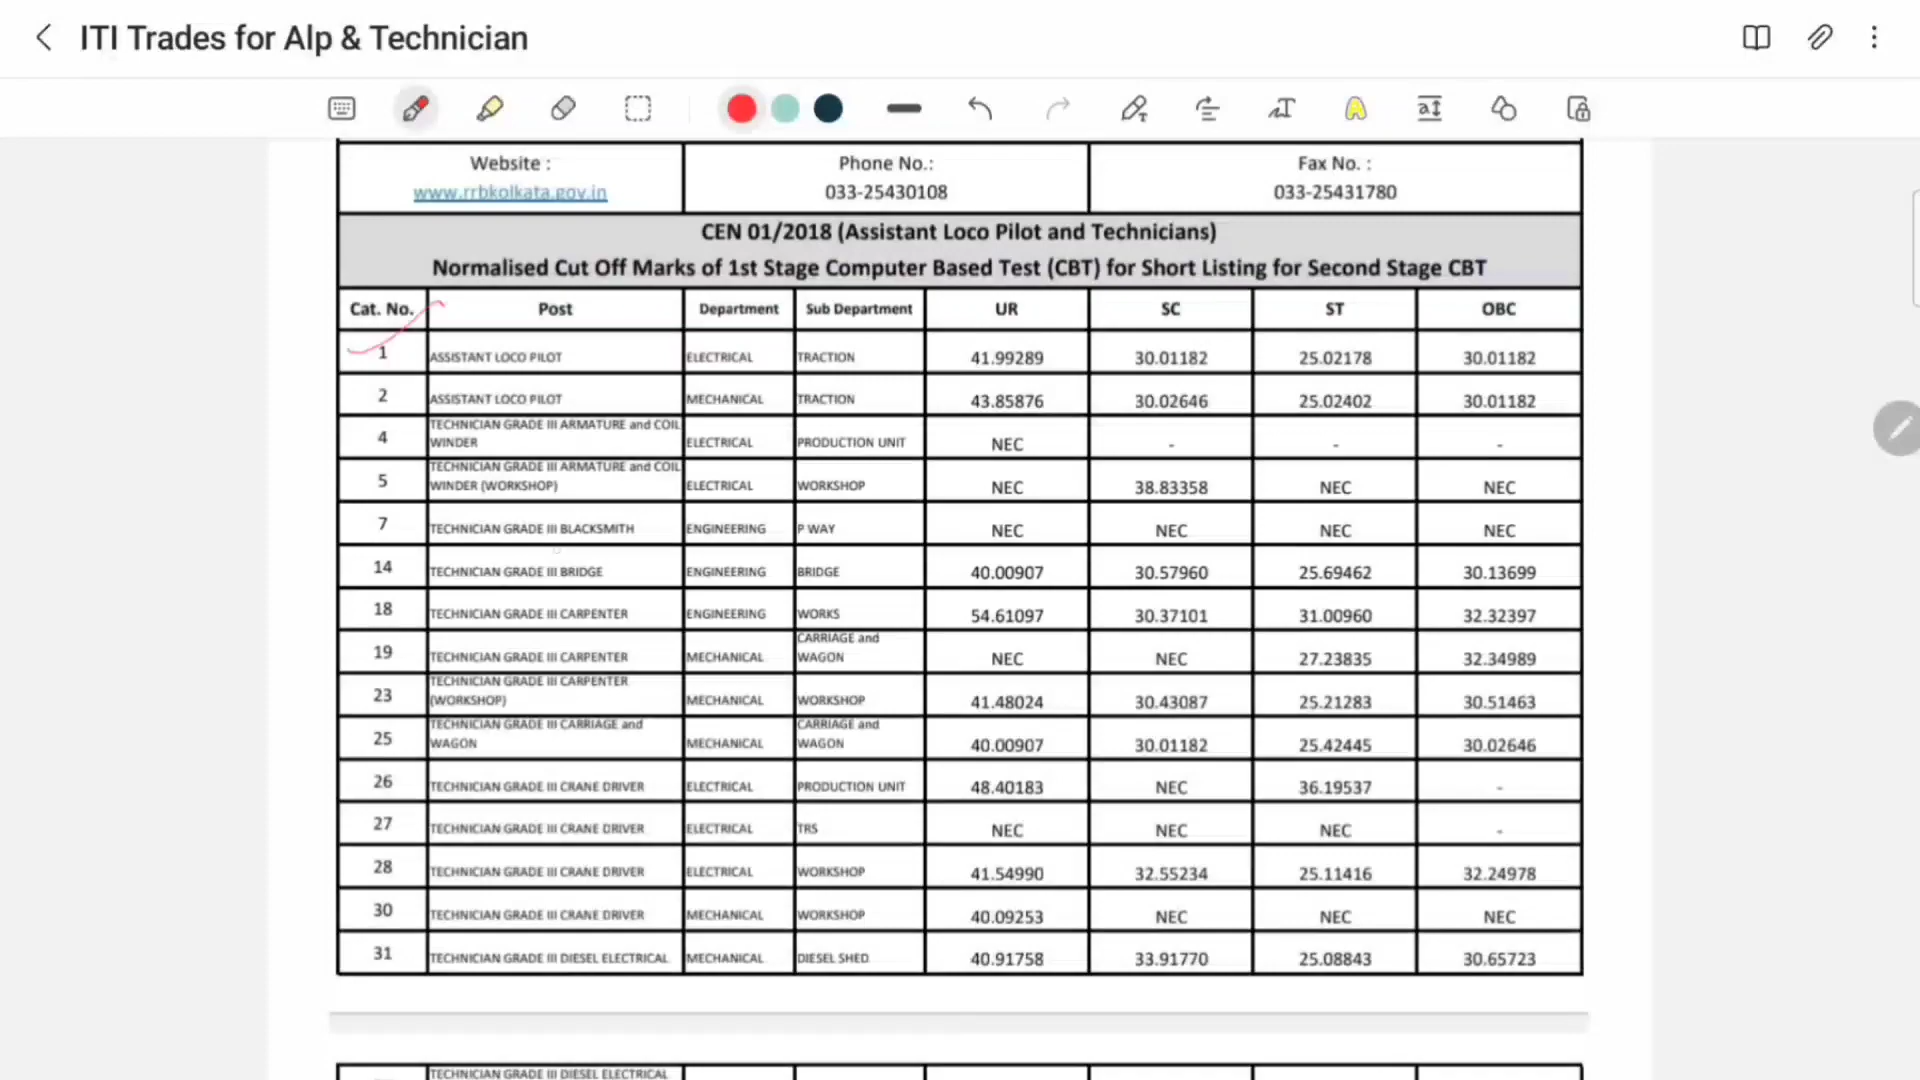 ITI Trades for Alp & Technician
Website : Phone No.: Fax No. :
www.rrbkolkata.gov.in 033-25430108 033-25431780
CEN 01/2018 (Assistant Loco Pilot and Technicians)
Normalised Cut Off Marks of 1st Stage Computer Based Test (CBT) for Short Listing for Second Stage CBT
Cat. No. Post Department Sub Department UR SC ST OBC
1 ASSISTANT LOCO PILOT ELECTRICAL TRACTION 41.99289 30.01182 25.02178 30.01182
2 ASSISTANT LOCO PILOT MECHANICAL TRACTION 43.85876 30.02646 25.02402 30.01182
TECHNICIAN GRADE III ARMATURE and COIL
4 WINDER ELECTRICAL PRODUCTION UNIT NEC - - -
TECHNICIAN GRADE III ARMATURE and COIL
5 WINDER (WORKSHOP) ELECTRICAL WORKSHOP NEC 38.83358 NEC NEC
7 TECHNICIAN GRADE III BLACKSMITH ENGINEERING P WAY NEC NEC NEC NEC
14 TECHNICIAN GRADE III BRIDGE ENGINEERING BRIDGE 40.00907 30.57960 25.69462 30.13699
18 TECHNICIAN GRADE III CARPENTER ENGINEERING WORKS 54.61097 30.37101 31.00960 32.32397
CARRIAGE and
19 TECHNICIAN GRADE III CARPENTER MECHANICAL WAGON NEC NEC 27.23835 32.34989
TECHNICIAN GRADE III CARPENTER
23 (WORKSHOP) MECHANICAL WORKSHOP 41.48024 30.43087 25.21283 30.51463
TECHNICIAN GRADE III CARRIAGE and CARRIAGE and
25 WAGON MECHANICAL WAGON 40.00907 30.01182 25.42445 30.02646
26 TECHNICIAN GRADE III CRANE DRIVER ELECTRICAL PRODUCTION UNIT 48.40183 NEC 36.19537 -
27 TECHNICIAN GRADE III CRANE DRIVER ELECTRICAL TRS NEC NEC NEC -
28 TECHNICIAN GRADE III CRANE DRIVER ELECTRICAL WORKSHOP 41.54990 32.55234 25.11416 32.24978
30 TECHNICIAN GRADE III CRANE DRIVER MECHANICAL WORKSHOP 40.09253 NEC NEC NEC
31 TECHNICIAN GRADE III DIESEL ELECTRICAL MECHANICAL DIESEL SHED 40.91758 33.91770 25.08843 30.65723
TECHNICIAN GRADE III DIESEL ELECTRICAL